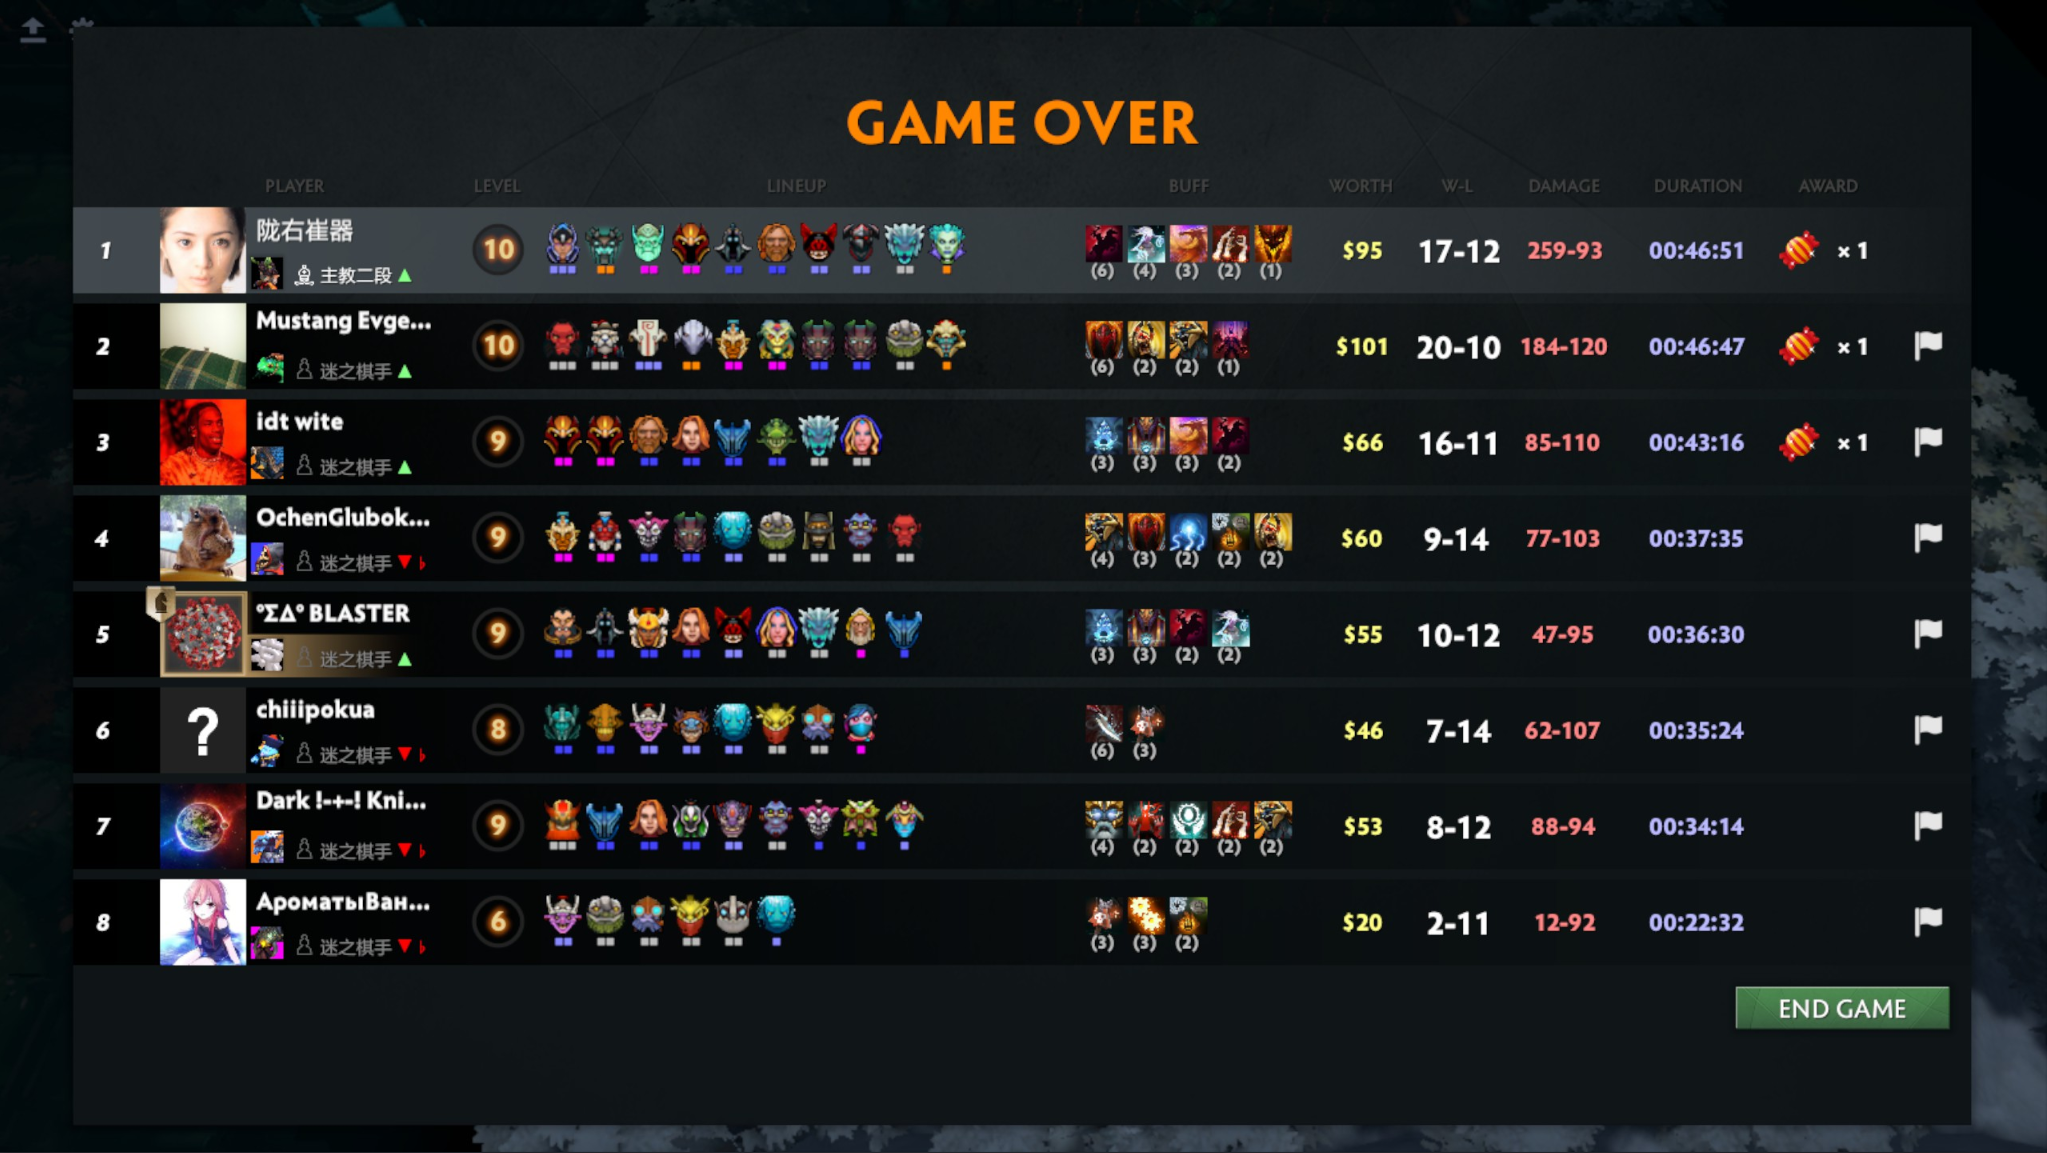 GAME OVER
PLAYER LEVEL LINEUP BUFF WORTH W-L DAMAGE DURATION AWARD
1 陇右崔器 10 $95 17-12 259-93 00:46:51 × 1
主教二段 (6) (4) (3) (2) (1)
2 Mustang Evge... 10 $101 20-10 184-120 00:46:47 × 1
迷之棋手 (6) (2) (2) (1)
3 idt wite 9 $66 16-11 85-110 00:43:16 × 1
迷之棋手 (3) (3) (3) (2)
4 OchenGlubok... 9 $60 9-14 77-103 00:37:35
迷之棋手 (4) (3) (2) (2) (2)
5 °ΣΔ° BLASTER 9 $55 10-12 47-95 00:36:30
迷之棋手 (3) (3) (2) (2)
6 ? chiiipokua 8 $46 7-14 62-107 00:35:24
迷之棋手 (6) (3)
7 Dark !-+-! Kni... 9 $53 8-12 88-94 00:34:14
迷之棋手 (4) (2) (2) (2) (2)
8 АроматыВан... 6 $20 2-11 12-92 00:22:32
迷之棋手 (3) (3) (2)
END GAME